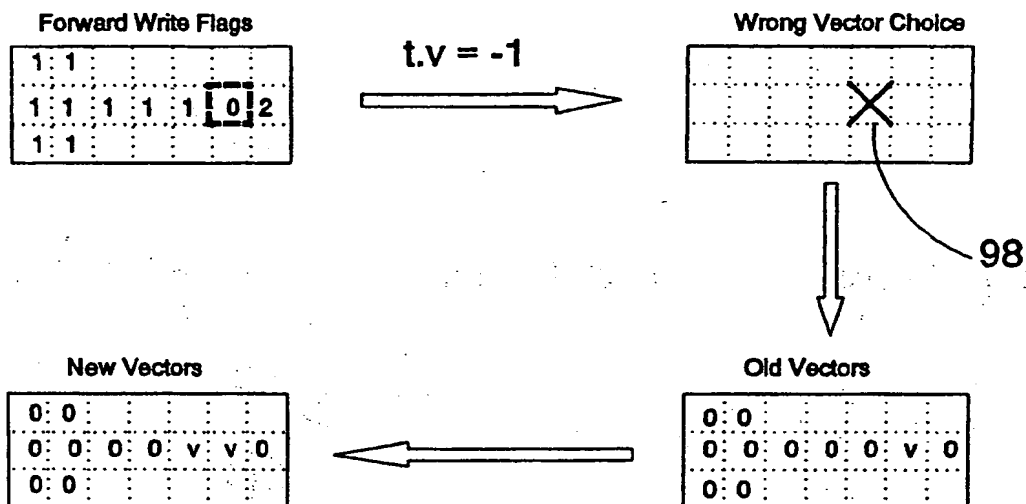 Forward Write Flags
1 1
1 1 1 1 1 0 2
1 1
t.v = -1
Wrong Vector Choice
98
New Vectors
0 0
0 0 0 0 v v 0
0 0
Old Vectors
0 0
0 0 0 0 0 v 0
0 0